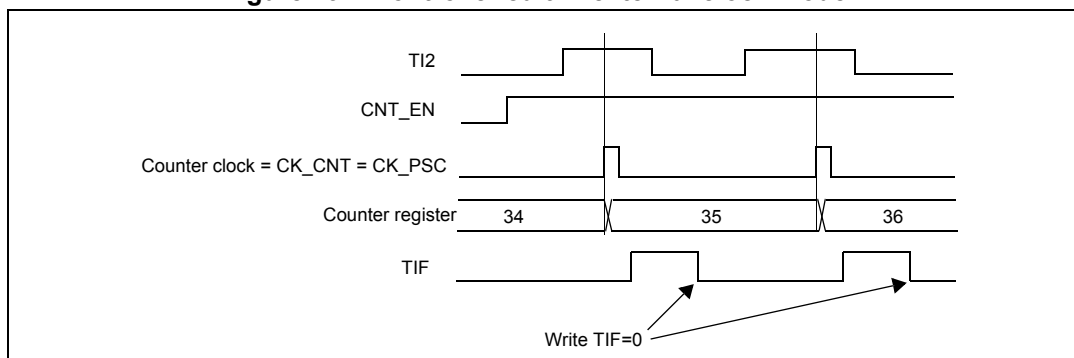 TI2
CNT_EN
Counter clock = CK_CNT = CK_PSC
Counter register 34 35 36
TIF
Write TIF=0